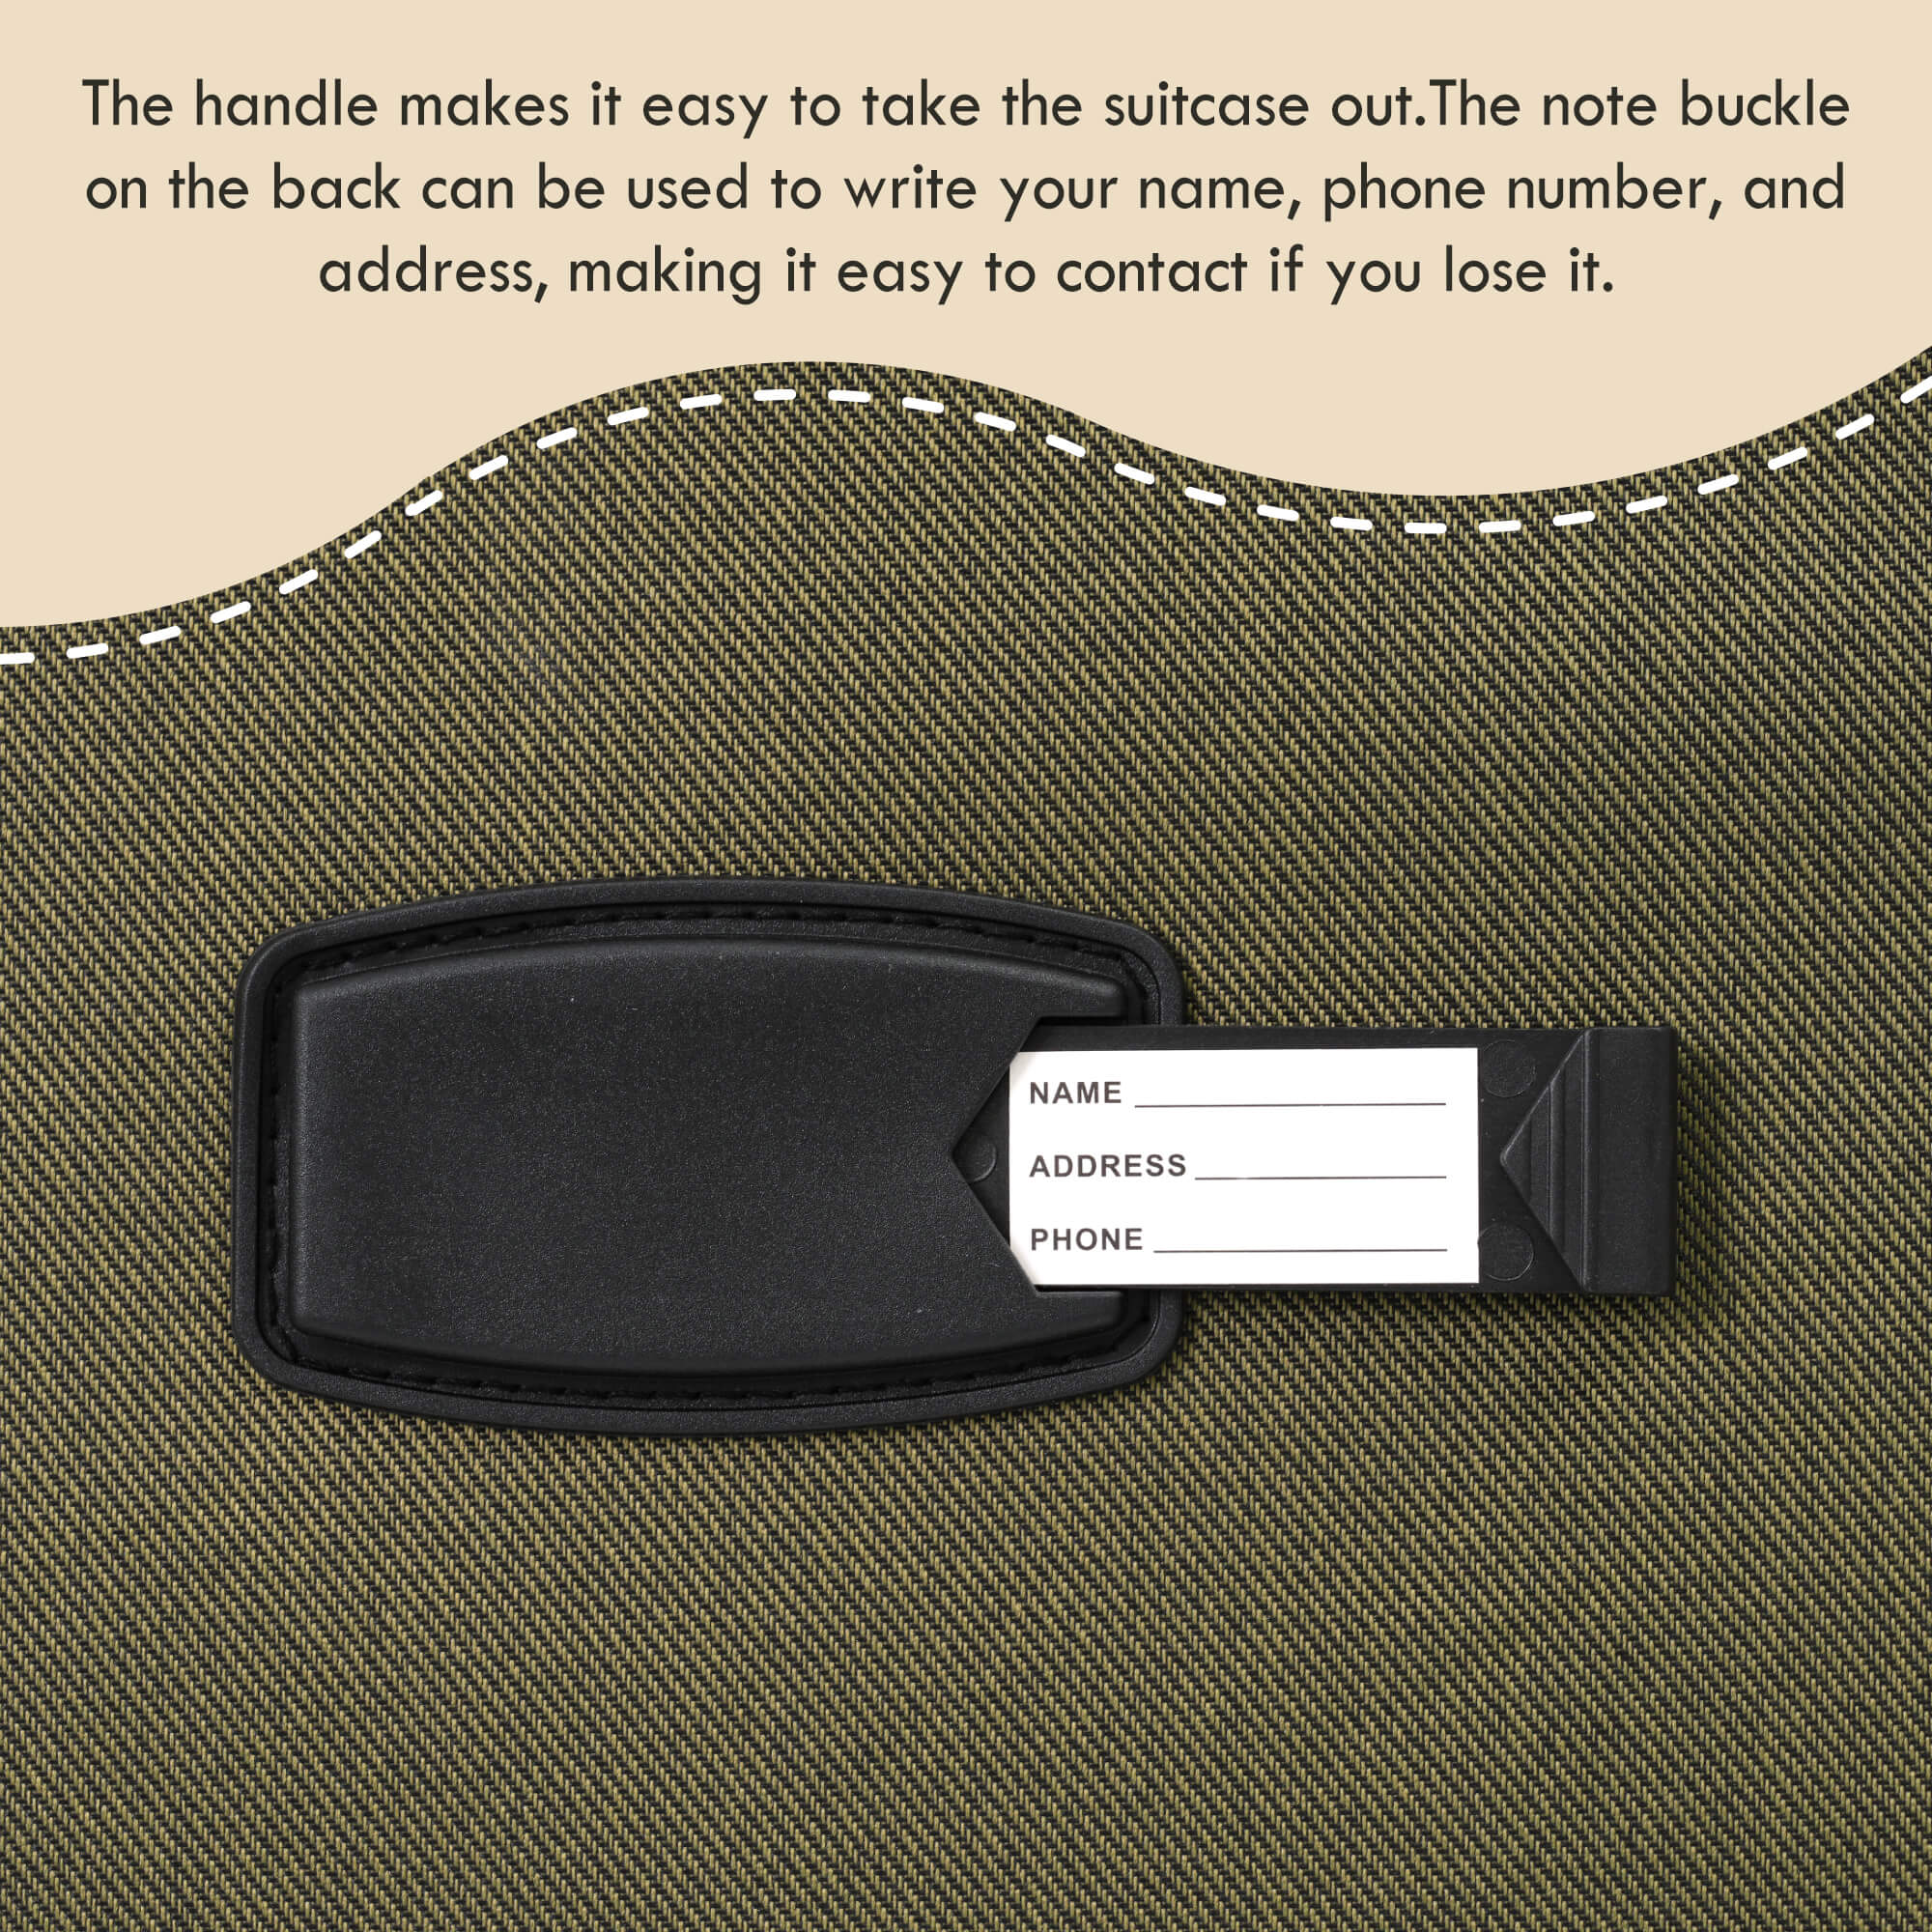 The handle makes it easy to take the suitcase out.The note buckle
on the back can be used to write your name, phone number, and
address, making it easy to contact if you lose it.
NAME
ADDRESS
PHONE